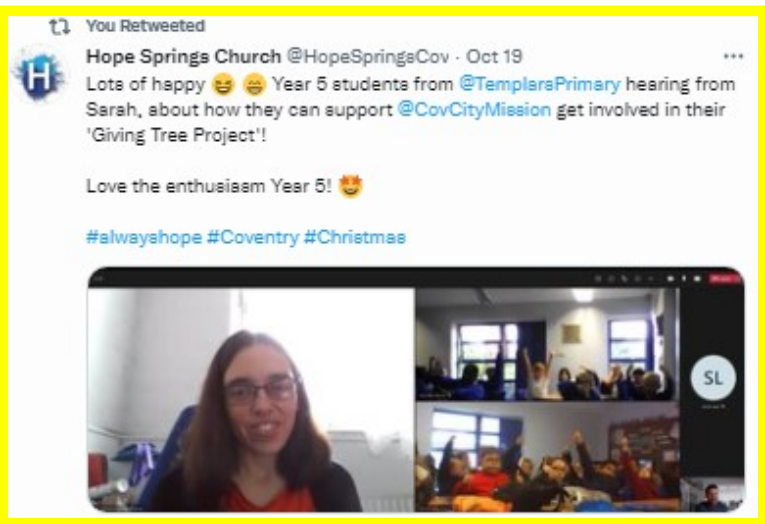 You Retweeted
Hope Springs Church @HopeSpringsCov · Oct 19
Lots of happy 😆 😄 Year 5 students from @TemplarsPrimary hearing from
Sarah, about how they can support @CovCityMission get involved in their
'Giving Tree Project'!
Love the enthusiasm Year 5! 🤩
#alwayshope #Coventry #Christmas
H
SL